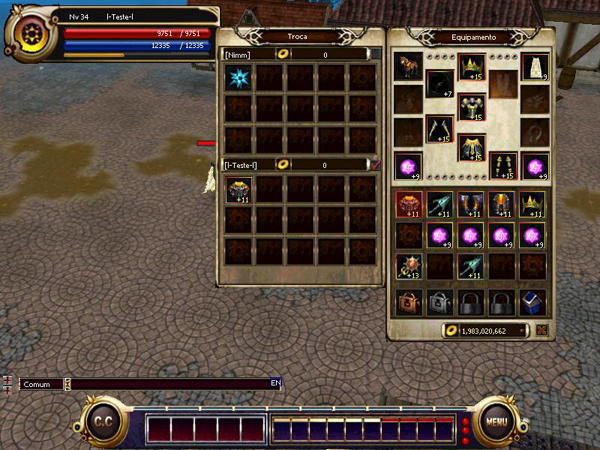 Nv 34 l-Teste-l
9751 / 9751
12335 / 12335
Troca
[Nimm] 0
[l-Teste-l] 0
+11
Equipamento
+15 +9
+7
+15
+15
+15
+9 +15 +9
+11 +11 +11 +11 +11
+9 +9 +9 +9
+13 +11
1,983,020,662
Comum EN
C.C MENU